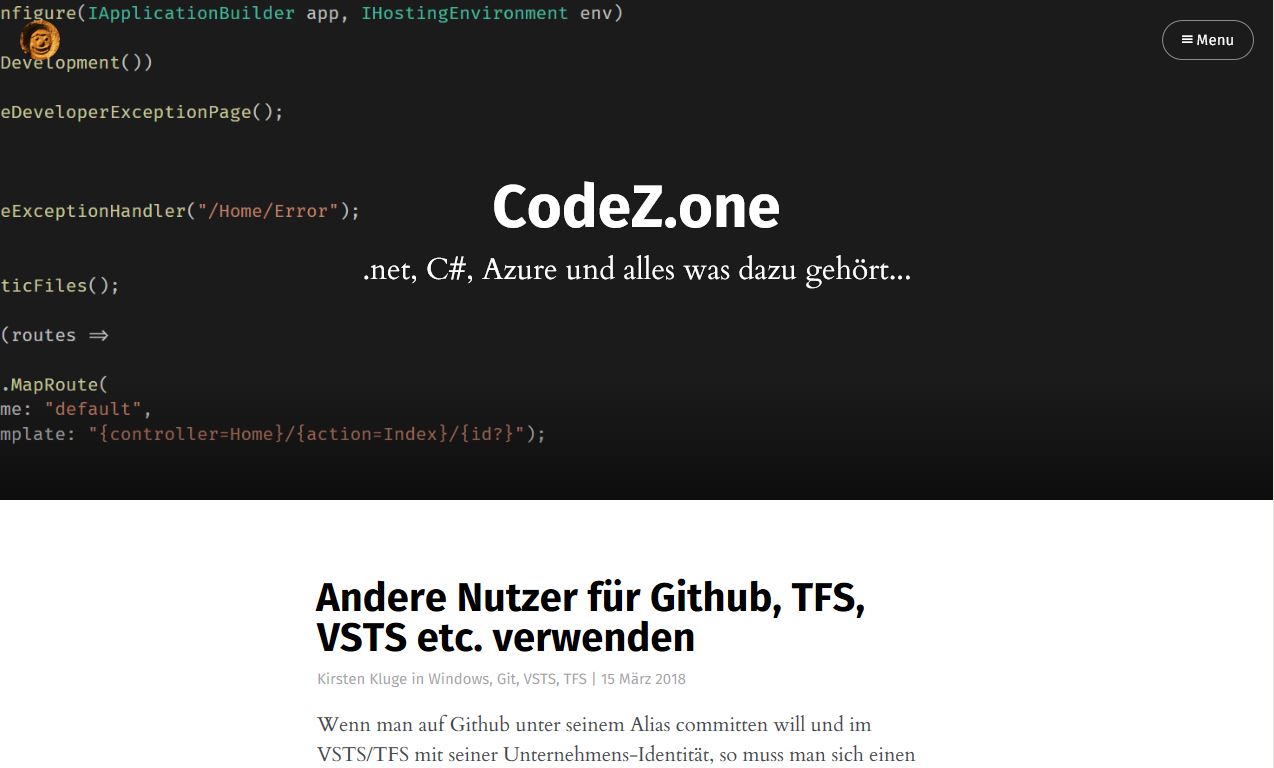 nfigure(IApplicationBuilder app, IHostingEnvironment env)
Menu
Development())
eDeveloperExceptionPage();
eExceptionHandler("/Home/Error");
CodeZ.one
.net, C#, Azure und alles was dazu gehört...
ticFiles();
(routes =>
.MapRoute(
me: "default",
mplate: "{controller=Home}/{action=Index}/{id?}");
Andere Nutzer für Github, TFS,
VSTS etc. verwenden
Kirsten Kluge in Windows, Git, VSTS, TFS | 15 März 2018
Wenn man auf Github unter seinem Alias committen will und im
VSTS/TFS mit seiner Unternehmens-Identität, so muss man sich einen